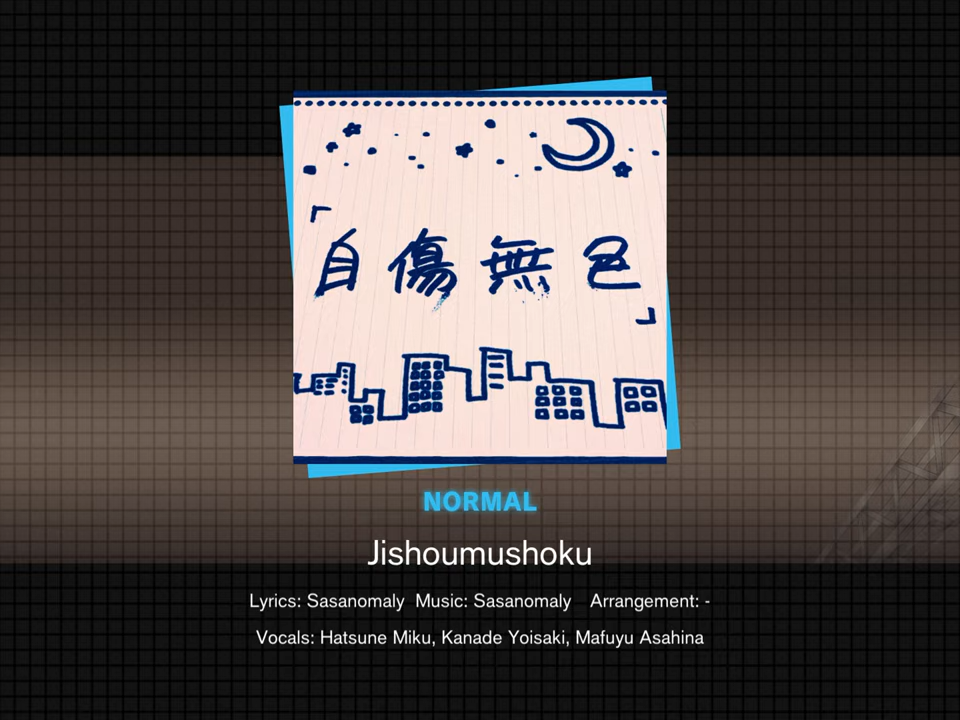 「自傷無色」
NORMAL
Jishoumushoku
Lyrics: Sasanomaly Music: Sasanomaly Arrangement: -
Vocals: Hatsune Miku, Kanade Yoisaki, Mafuyu Asahina